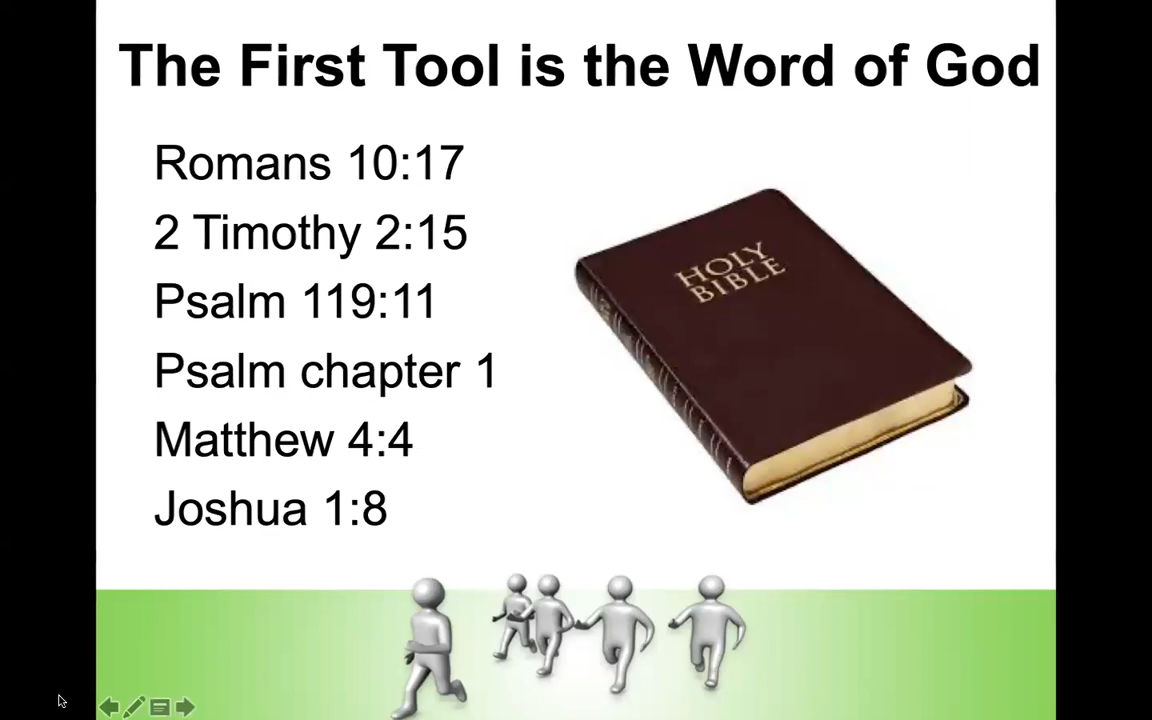 The First Tool is the Word of God
Romans 10:17
2 Timothy 2:15
Psalm 119:11
Psalm chapter 1
Matthew 4:4
Joshua 1:8
HOLY
BIBLE